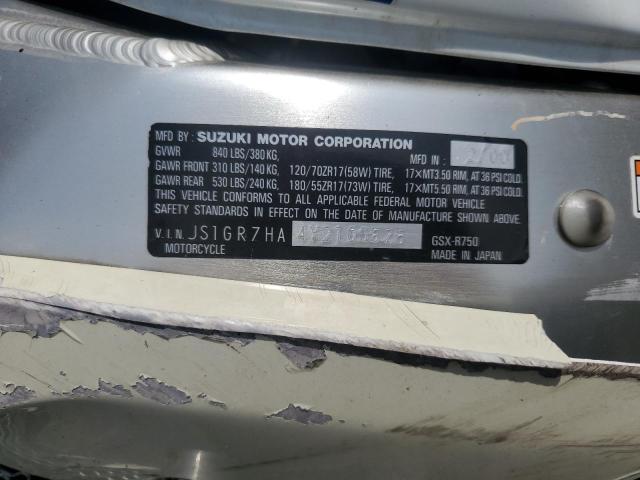 MFD BY: SUZUKI MOTOR CORPORATION
GVWR 840 LBS/380 KG, MFD IN: 2/00
GAWR FRONT 310 LBS/140 KG, 120/70ZR17(58W) TIRE, 17×MT3.50 RIM, AT 36 PSI COLD.
GAWR REAR 530 LBS/240 KG, 180/55ZR17(73W) TIRE, 17×MT5.50 RIM, AT 36 PSI COLD.
THIS VEHICLE CONFORMS TO ALL APPLICABLE FEDERAL MOTOR VEHICLE
SAFETY STANDARDS IN EFFECT ON THE DATE OF MANUFACTURE SHOWN ABOVE.
V.I.N. JS1GR7HA GSX-R750
MOTORCYCLE MADE IN JAPAN